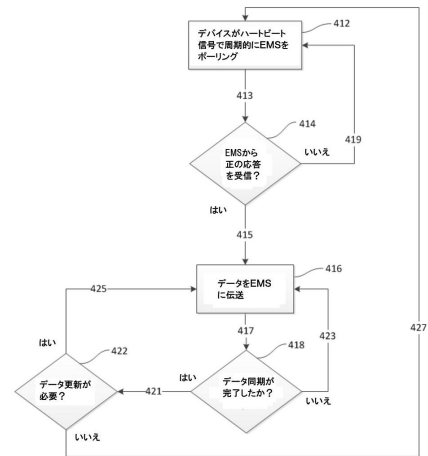 デバイスがハートビート
信号で周期的にEMSを
ポーリング
412
413
414
419
EMSから
正の応答
を受信？
いいえ
はい
415
データをEMS
に伝送
416
425
417
423
427
418
はい
422
データ同期が
完了したか？
はい
421
いいえ
データ更新が
必要？
いいえ